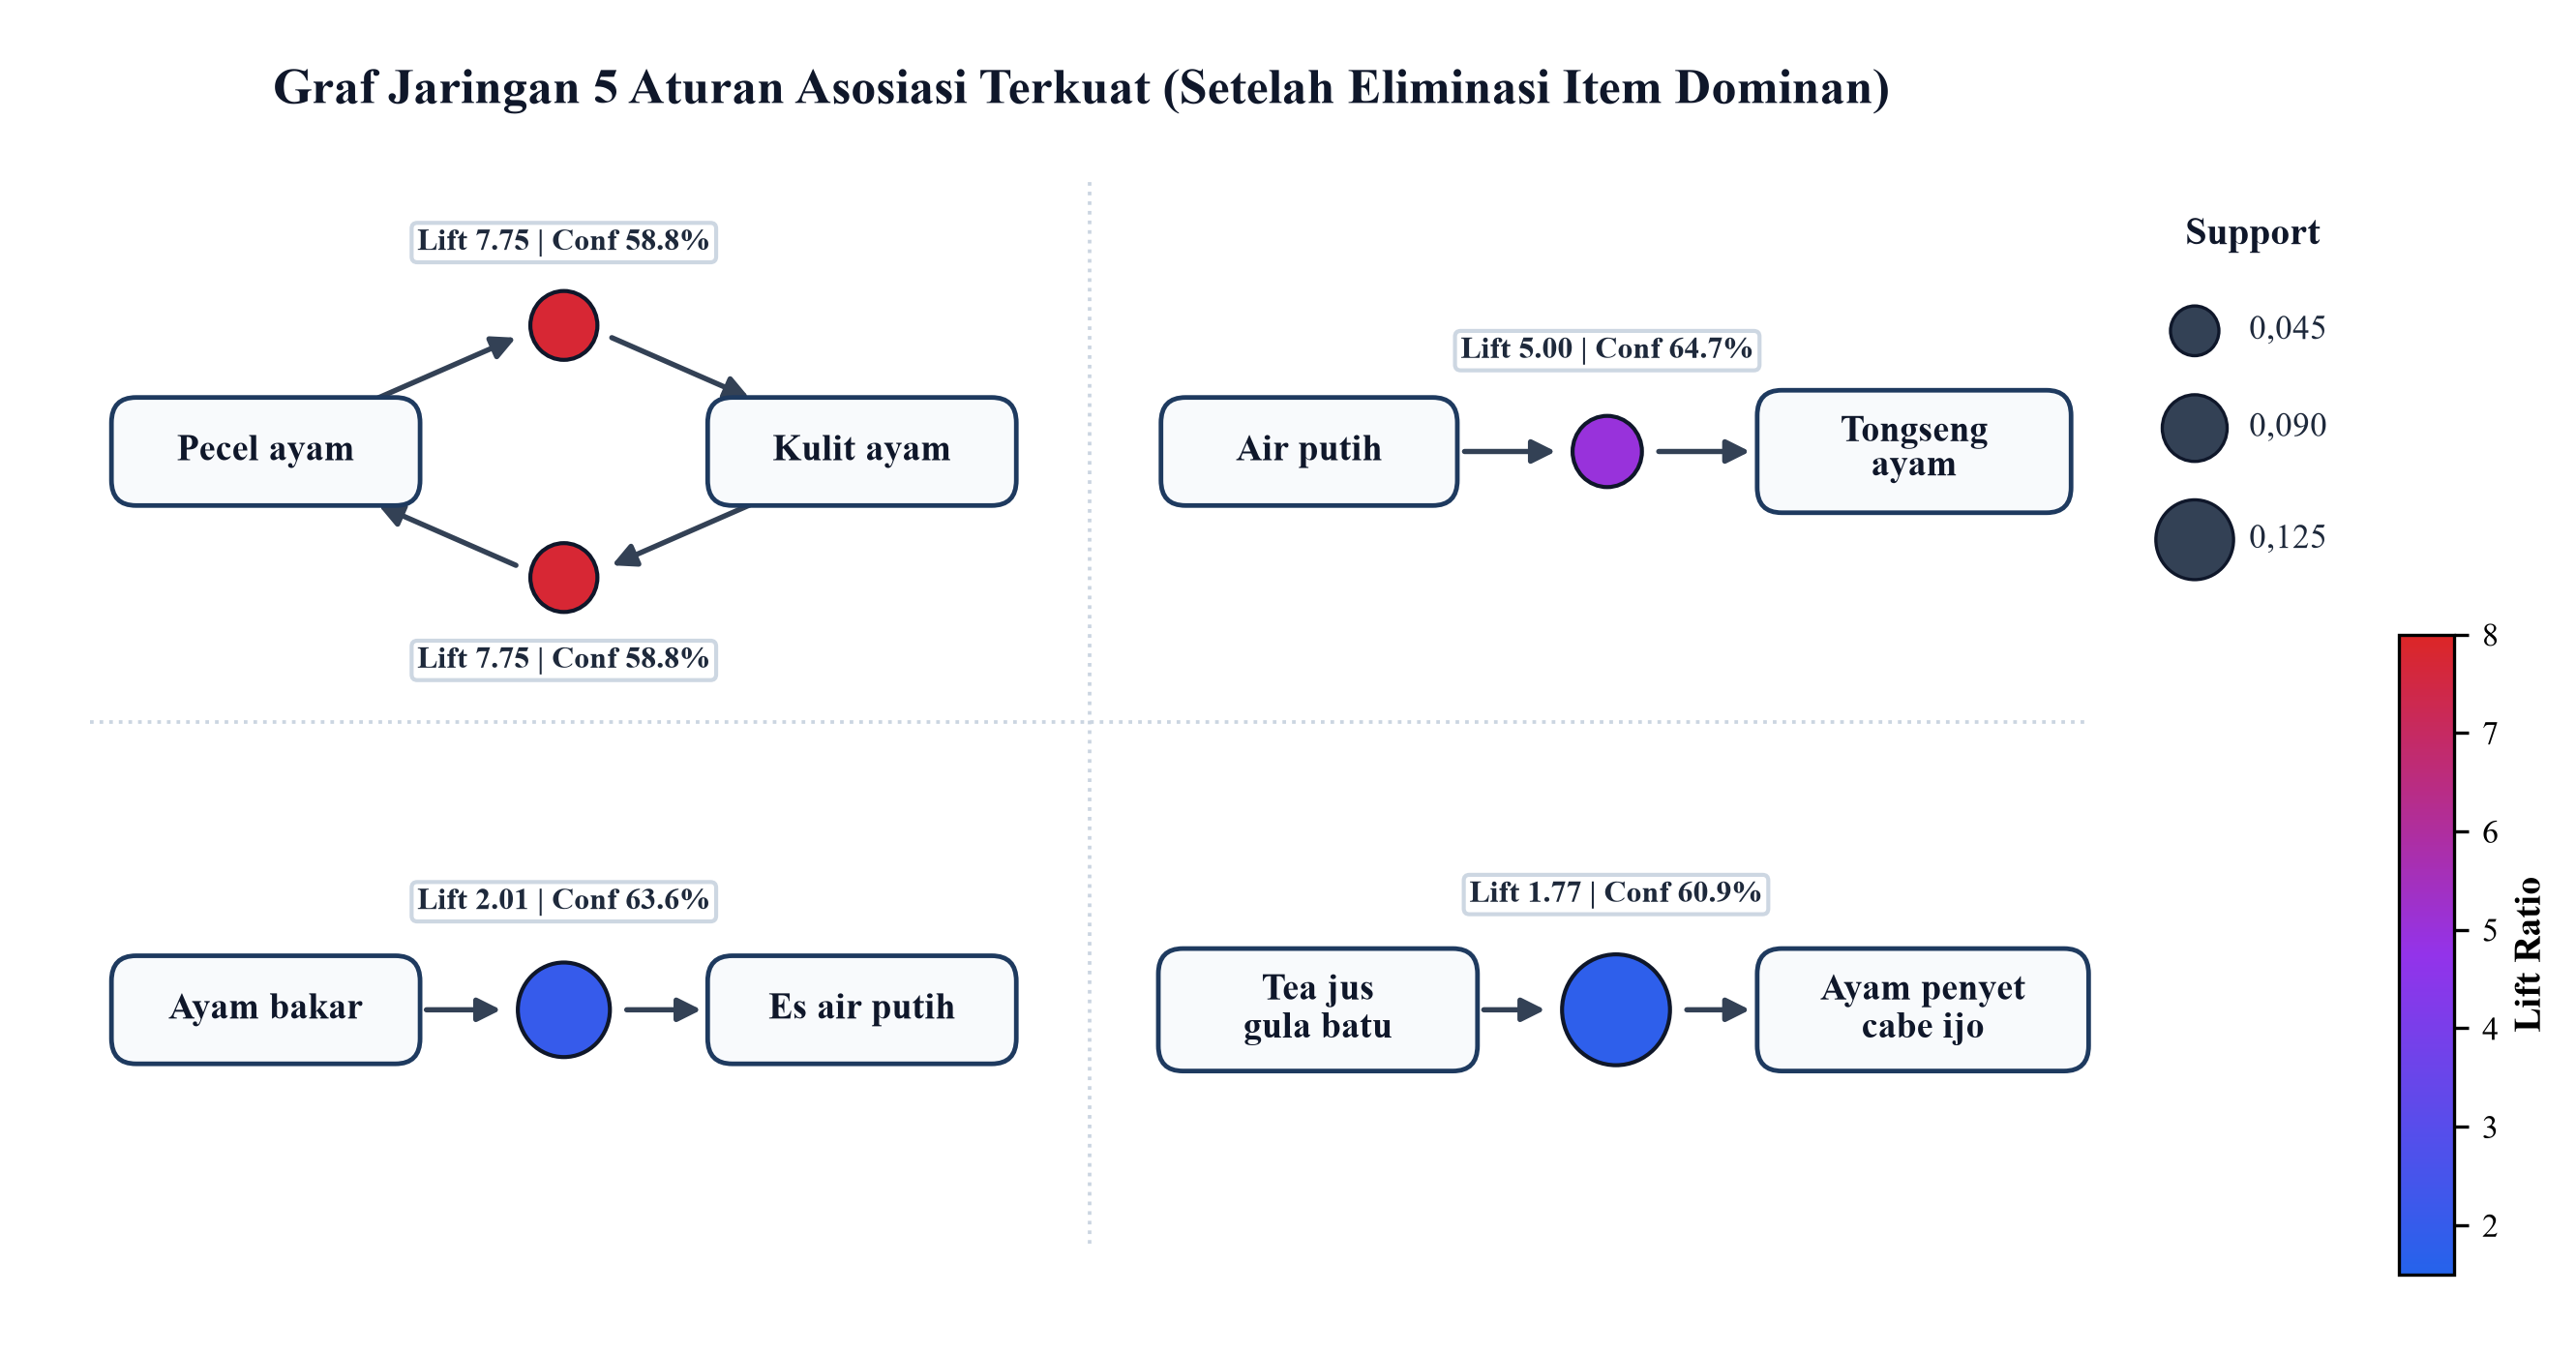 Graf Jaringan 5 Aturan Asosiasi Terkuat (Setelah Eliminasi Item Dominan)
Lift 7.75 | Conf 58.8%
Pecel ayam
Kulit ayam
Lift 7.75 | Conf 58.8%
Lift 5.00 | Conf 64.7%
Air putih
Tongseng
ayam
Lift 2.01 | Conf 63.6%
Ayam bakar
Es air putih
Lift 1.77 | Conf 60.9%
Tea jus
gula batu
Ayam penyet
cabe ijo
Support
0,045
0,090
0,125
8
7
6
5
4
3
2
Lift Ratio